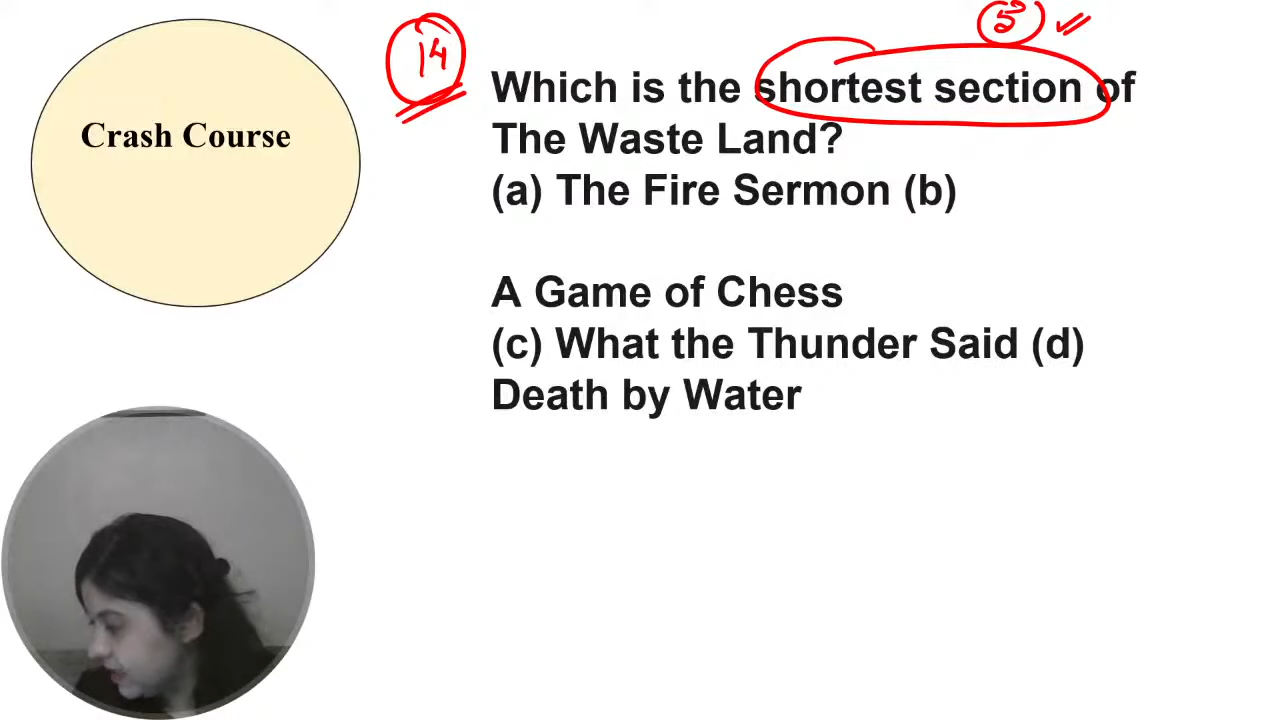 5
14
Which is the shortest section of
Crash Course
The Waste Land?
(a) The Fire Sermon (b)
A Game of Chess
(c) What the Thunder Said (d)
Death by Water